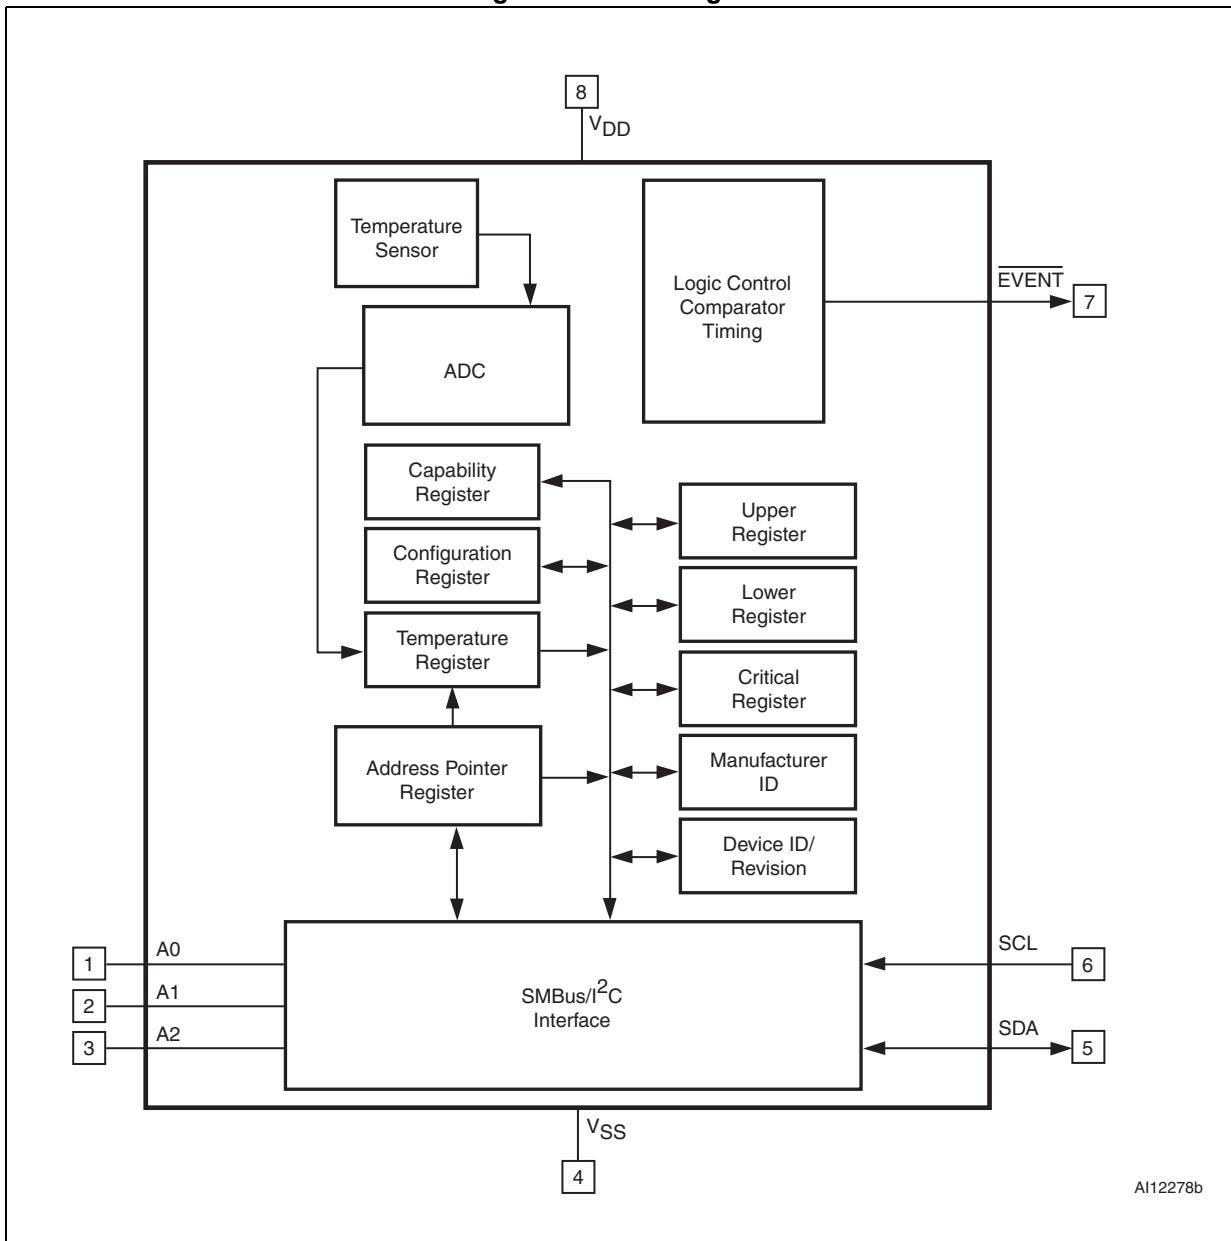 8
VDD
Temperature
Sensor
Logic Control
Comparator
Timing
EVENT
7
ADC
Capability
Register
Upper
Register
Configuration
Register
Lower
Register
Temperature
Register
Critical
Register
Address Pointer
Register
Manufacturer
ID
Device ID/
Revision
1
A0
2
A1
3
A2
SMBus/I2C
Interface
SCL
6
SDA
5
VSS
4
AI12278b